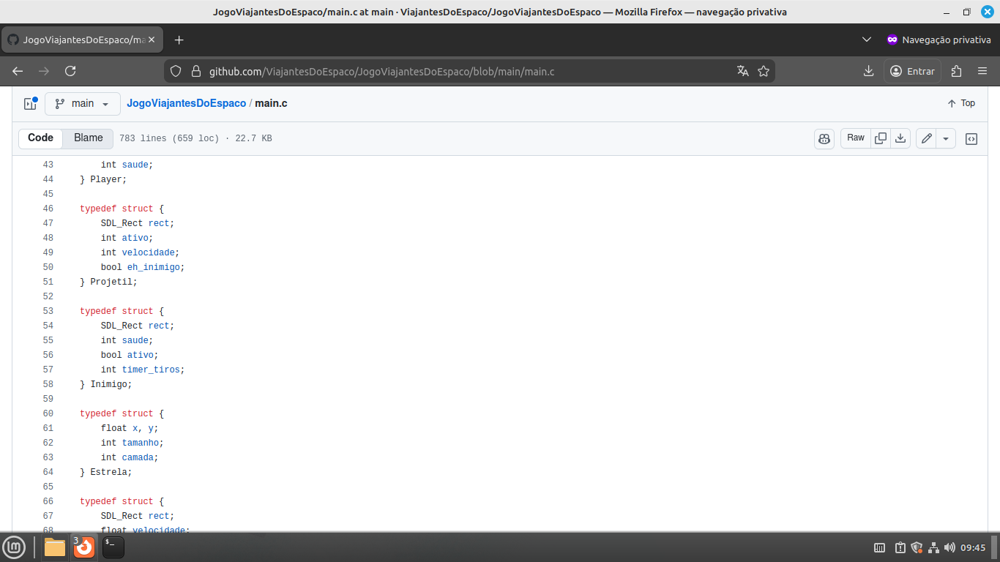 JogoViajantesDoEspaco/main.c at main · ViajantesDoEspaco/JogoViajantesDoEspaco — Mozilla Firefox — navegação privativa
JogoViajantesDoEspaco/ma
Navegação privativa
github.com/ViajantesDoEspaco/JogoViajantesDoEspaco/blob/main/main.c
Entrar
main
JogoViajantesDoEspaco / main.c
Top
Code Blame 783 lines (659 loc) · 22.7 KB
Raw
43 int saude;
44 } Player;
45
46 typedef struct {
47 SDL_Rect rect;
48 int ativo;
49 int velocidade;
50 bool eh_inimigo;
51 } Projetil;
52
53 typedef struct {
54 SDL_Rect rect;
55 int saude;
56 bool ativo;
57 int timer_tiros;
58 } Inimigo;
59
60 typedef struct {
61 float x, y;
62 int tamanho;
63 int camada;
64 } Estrela;
65
66 typedef struct {
67 SDL_Rect rect;
68 float velocidade;
3
$_
09:45